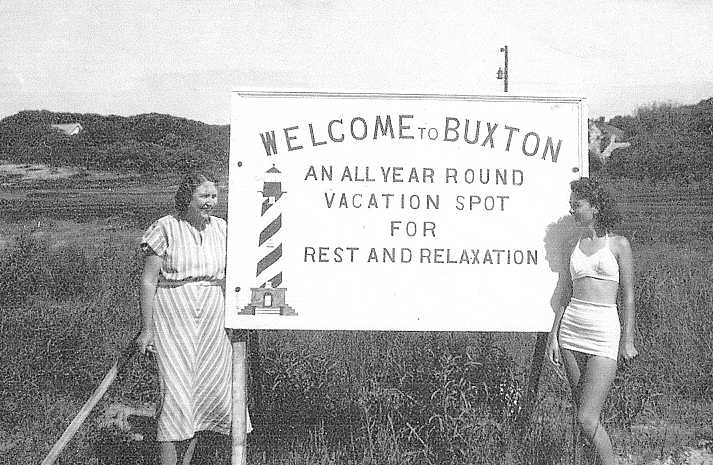 WELCOME TO BUXTON
AN ALL YEAR ROUND
VACATION SPOT
FOR
REST AND RELAXATION